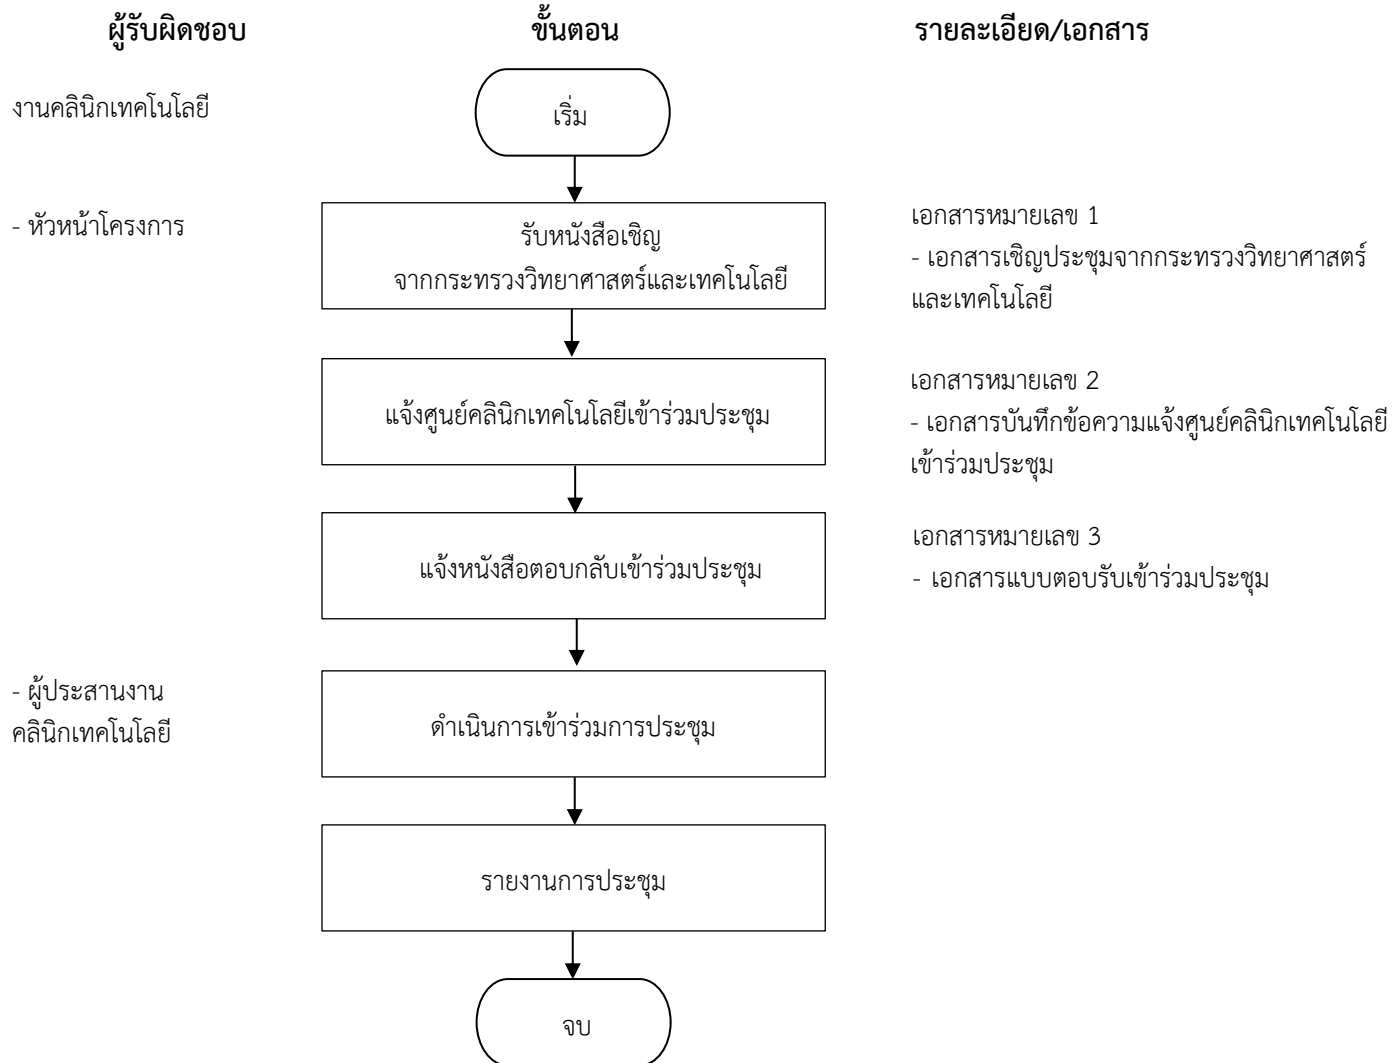 ผู้รับผิดชอบ
ขั้นตอน
รายละเอียด/เอกสาร
งานคลินิกเทคโนโลยี
เริ่ม
- หัวหน้าโครงการ
รับหนังสือเชิญ
จากกระทรวงวิทยาศาสตร์และเทคโนโลยี
เอกสารหมายเลข 1
- เอกสารเชิญประชุมจากกระทรวงวิทยาศาสตร์
และเทคโนโลยี
แจ้งศูนย์คลินิกเทคโนโลยีเข้าร่วมประชุม
เอกสารหมายเลข 2
- เอกสารบันทึกข้อความแจ้งศูนย์คลินิกเทคโนโลยี
เข้าร่วมประชุม
แจ้งหนังสือตอบกลับเข้าร่วมประชุม
เอกสารหมายเลข 3
- เอกสารแบบตอบรับเข้าร่วมประชุม
- ผู้ประสานงาน
คลินิกเทคโนโลยี
ดำเนินการเข้าร่วมการประชุม
รายงานการประชุม
จบ